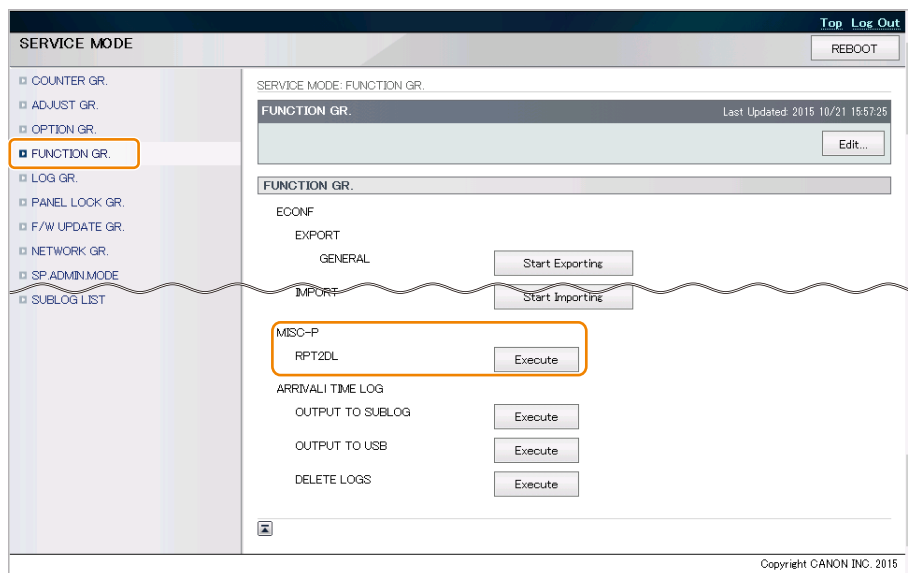 Top Log Out
SERVICE MODE
REBOOT
COUNTER GR.
ADJUST GR.
OPTION GR.
FUNCTION GR.
LOG GR.
PANEL LOCK GR.
F/W UPDATE GR.
NETWORK GR.
SP.ADMIN.MODE
SUBLOG LIST
SERVICE MODE: FUNCTION GR.
FUNCTION GR. Last Updated: 2015 10/21 15:57:25
Edit...
FUNCTION GR.
ECONF
EXPORT
GENERAL Start Exporting
IMPORT Start Importing
MISC-P
RPT2DL Execute
ARRIVALI TIME LOG
OUTPUT TO SUBLOG Execute
OUTPUT TO USB Execute
DELETE LOGS Execute
Copyright CANON INC. 2015